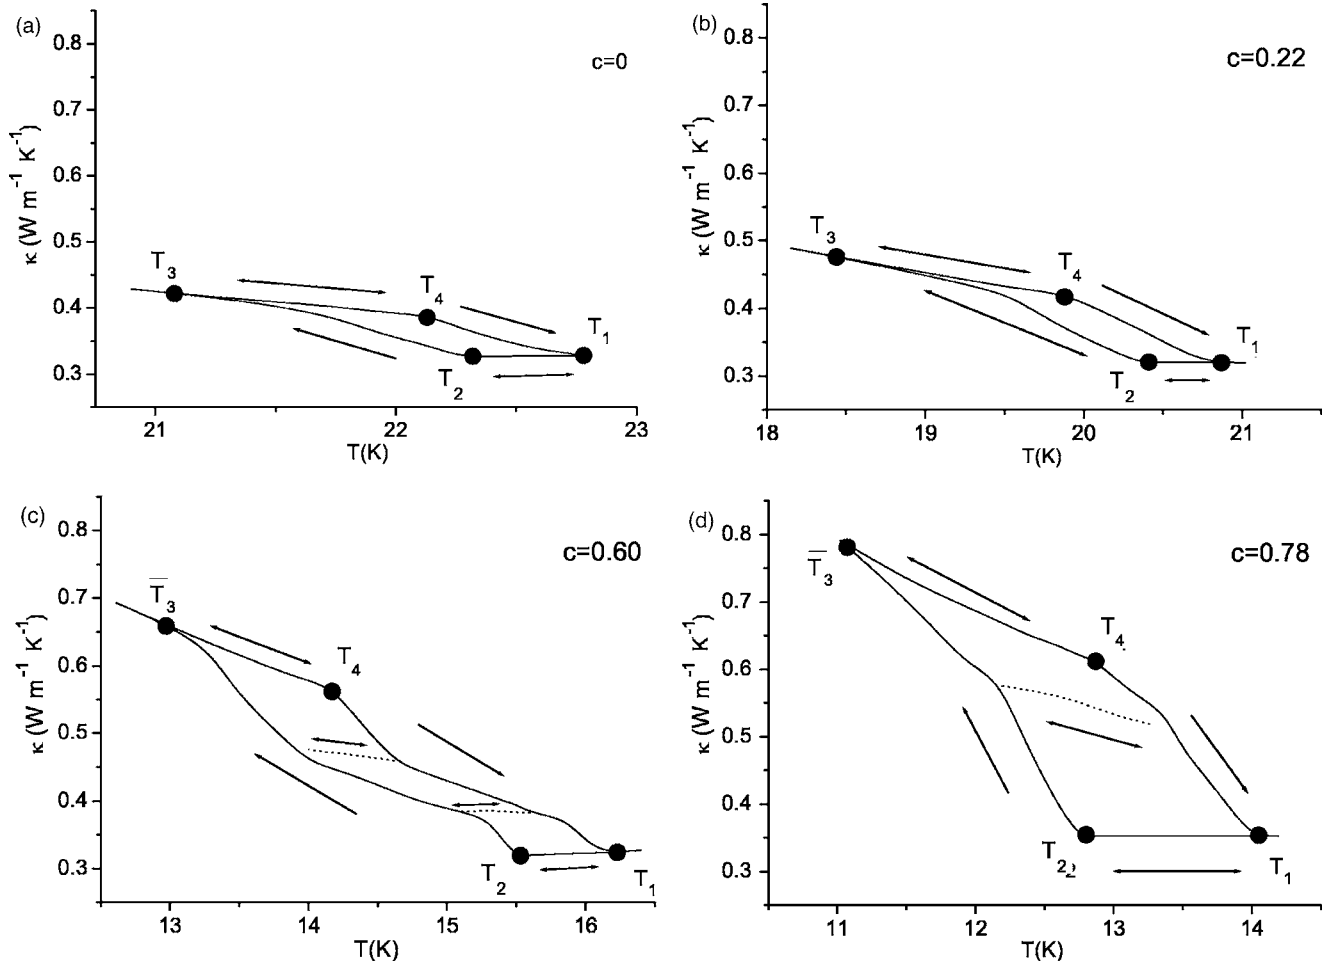 (a)
c=0
κ (W m⁻¹ K⁻¹)
0.8
0.7
0.6
0.5
0.4
0.3
T₃
T₄
T₁
T₂
21
22
23
T(K)
(b)
c=0.22
κ (W m⁻¹ K⁻¹)
0.8
0.7
0.6
0.5
0.4
0.3
T₃
T₄
T₁
T₂
18
19
20
21
T(K)
(c)
c=0.60
κ (W m⁻¹ K⁻¹)
0.8
0.7
0.6
0.5
0.4
0.3
T̅₃
T₄
T₂
T₁
13
14
15
16
T(K)
(d)
c=0.78
κ (W m⁻¹ K⁻¹)
0.8
0.7
0.6
0.5
0.4
0.3
T̅₃
T₄.
T₂₂
T₁
11
12
13
14
T(K)